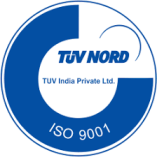 TÜV NORD
TUV India Private Ltd.
ISO 9001